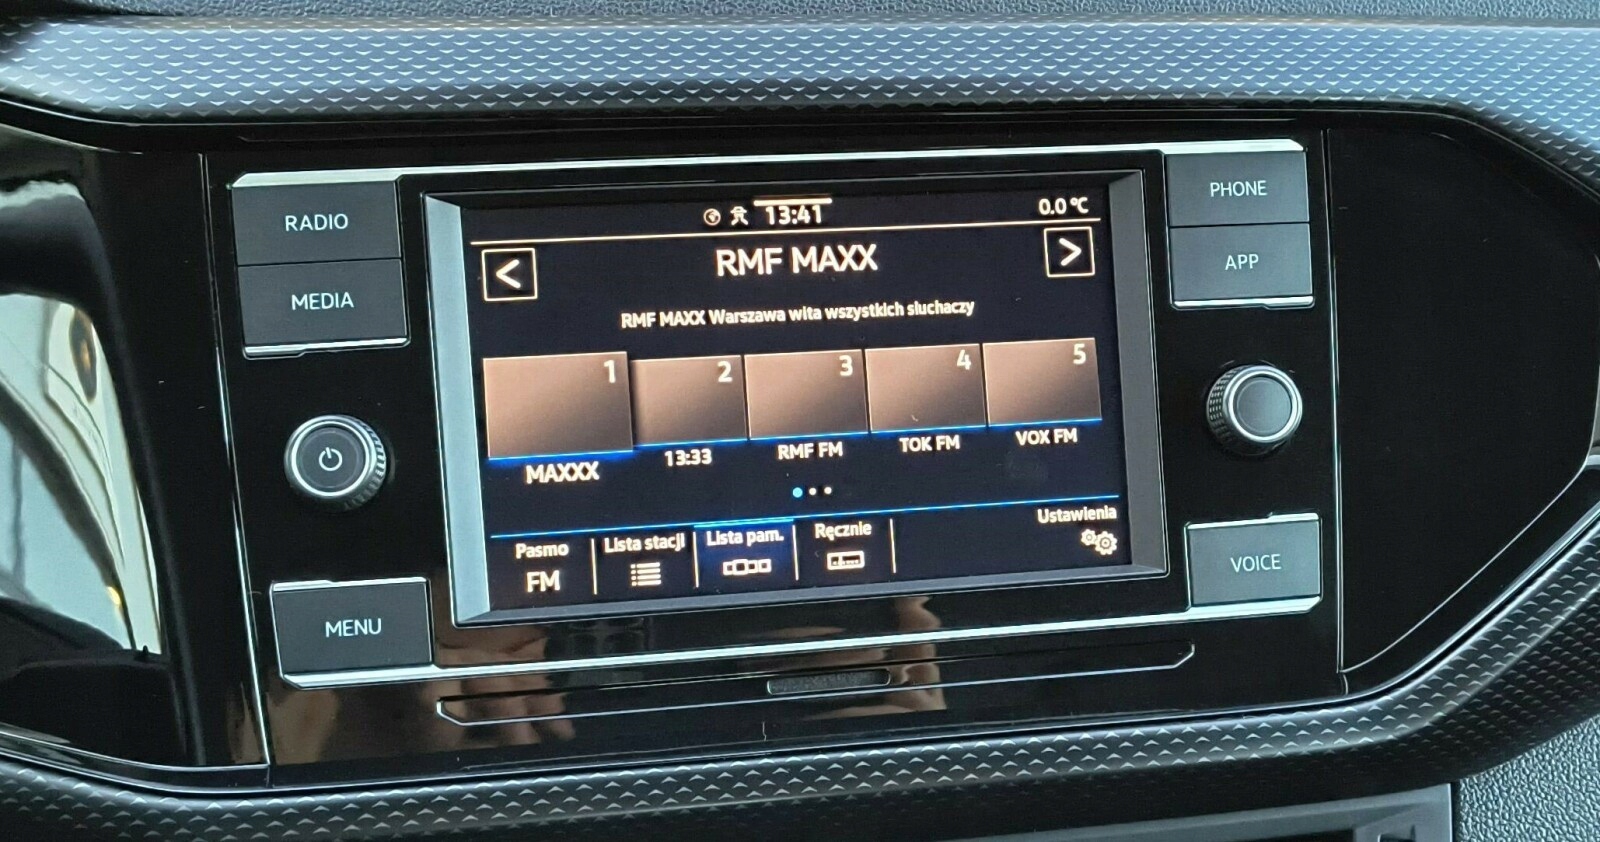 RADIO
MEDIA
MENU
13:41
0.0 °C
<
RMF MAXX
>
RMF MAXX Warszawa wita wszystkich sluchaczy
1 2 3 4 5
MAXXX 13:33 RMF FM TOK FM VOX FM
Pasmo Lista stacji Lista pam. Ręcznie Ustawienia
FM
PHONE
APP
VOICE